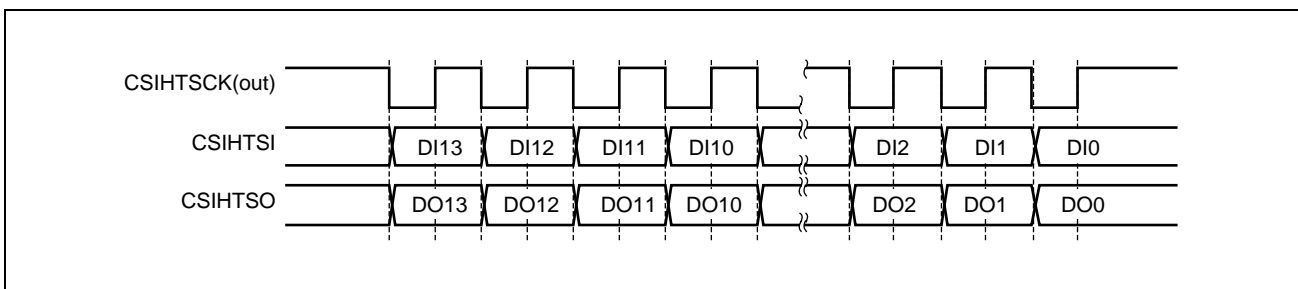 CSIHTSCK(out)
CSIHTSI DI13 DI12 DI11 DI10 DI2 DI1 DI0
CSIHTSO DO13 DO12 DO11 DO10 DO2 DO1 DO0